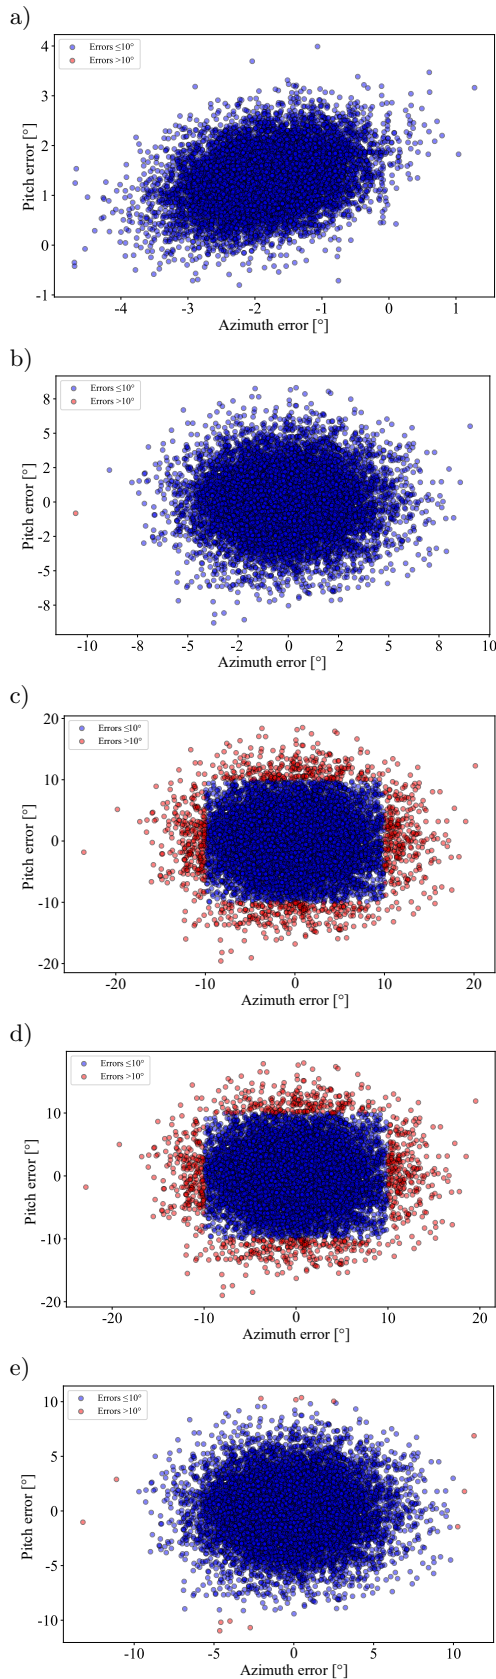 a)
4
3
2
1
0
-1
Pitch error [°]
Errors ≤10°
Errors >10°
-4
-3
-2
-1
0
1
Azimuth error [°]
b)
8
5
2
0
-2
-5
-8
Pitch error [°]
Errors ≤10°
Errors >10°
-10
-8
-5
-2
0
2
5
8
10
Azimuth error [°]
c)
20
10
0
-10
-20
Pitch error [°]
Errors ≤10°
Errors >10°
-20
-10
0
10
20
Azimuth error [°]
d)
10
0
-10
-20
Pitch error [°]
Errors ≤10°
Errors >10°
-20
-10
0
10
20
Azimuth error [°]
e)
10
5
0
-5
-10
Pitch error [°]
Errors ≤10°
Errors >10°
-10
-5
0
5
10
Azimuth error [°]